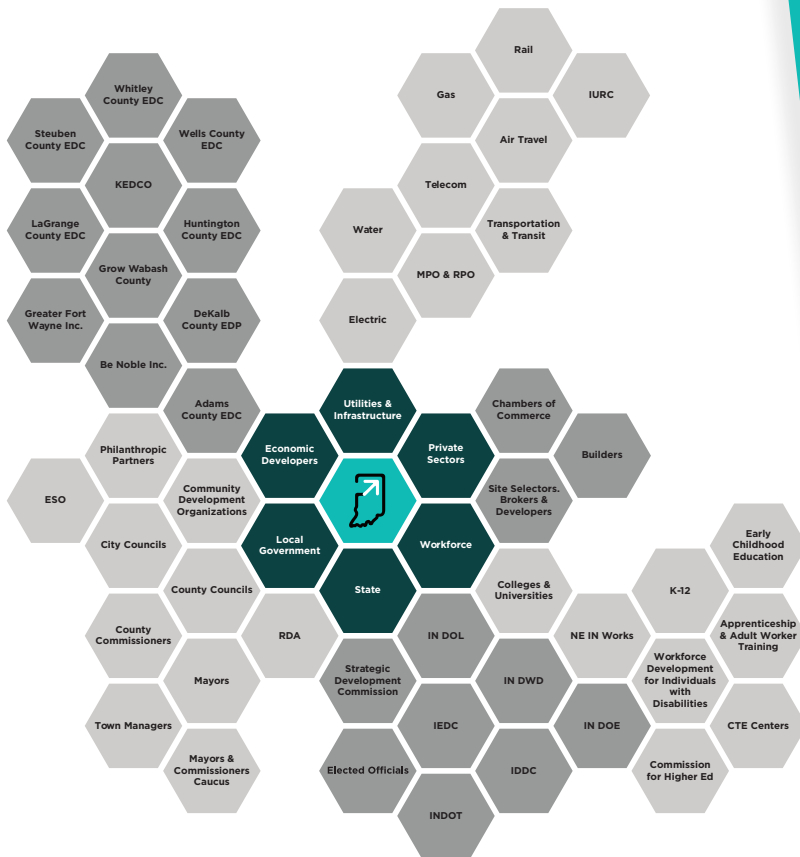 Rail
Gas
IURC
Air Travel
Telecom
Water
Transportation
& Transit
MPO & RPO
Electric
Whitley
County EDC
Steuben
County EDC
Wells County
EDC
KEDCO
LaGrange
County EDC
Huntington
County EDC
Grow Wabash
County
Greater Fort
Wayne Inc.
DeKalb
County EDP
Be Noble Inc.
Adams
County EDC
Utilities &
Infrastructure
Economic
Developers
Private
Sectors
Local
Government
Workforce
State
Chambers of
Commerce
Builders
Site Selectors.
Brokers &
Developers
Philanthropic
Partners
ESO
Community
Development
Organizations
City Councils
County Councils
County
Commissioners
RDA
Mayors
Town Managers
Mayors &
Commissioners
Caucus
Strategic
Development
Commission
Elected Officials
IN DOL
IEDC
INDOT
IN DWD
IDDC
IN DOE
Colleges &
Universities
NE IN Works
K-12
Early
Childhood
Education
Apprenticeship
& Adult Worker
Training
Workforce
Development
for Individuals
with
Disabilities
CTE Centers
Commission
for Higher Ed